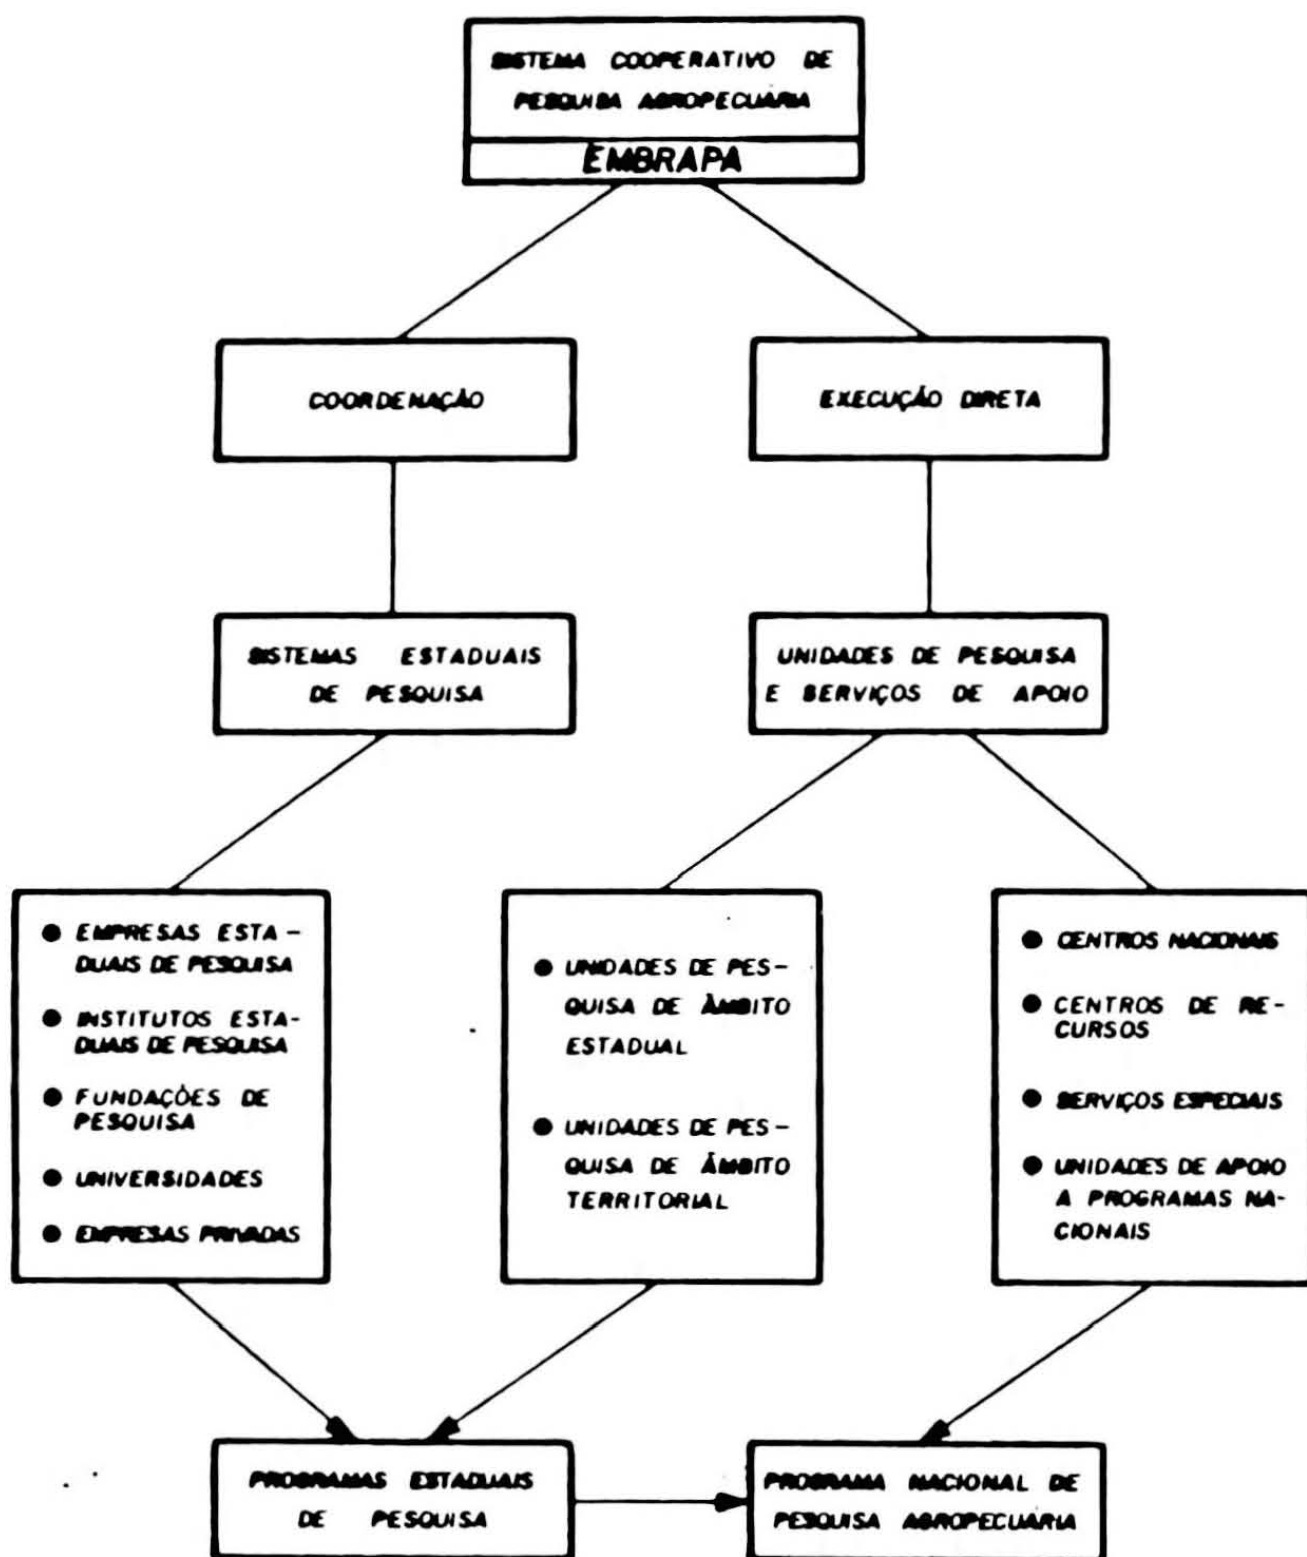 SISTEMA COOPERATIVO DE
PESQUISA AGROPECUÁRIA
EMBRAPA
COORDENAÇÃO
EXECUÇÃO DIRETA
SISTEMAS ESTADUAIS
DE PESQUISA
UNIDADES DE PESQUISA
E SERVIÇOS DE APOIO
● EMPRESAS ESTA-
DUAIS DE PESQUISA
● INSTITUTOS ESTA-
DUAIS DE PESQUISA
● FUNDAÇÕES DE
PESQUISA
● UNIVERSIDADES
● EMPRESAS PRIVADAS
● UNIDADES DE PES-
QUISA DE ÂMBITO
ESTADUAL
● UNIDADES DE PES-
QUISA DE ÂMBITO
TERRITORIAL
● CENTROS NACIONAIS
● CENTROS DE RE-
CURSOS
● SERVIÇOS ESPECIAIS
● UNIDADES DE APOIO
A PROGRAMAS NA-
CIONAIS
PROGRAMAS ESTADUAIS
DE PESQUISA
PROGRAMA NACIONAL DE
PESQUISA AGROPECUÁRIA